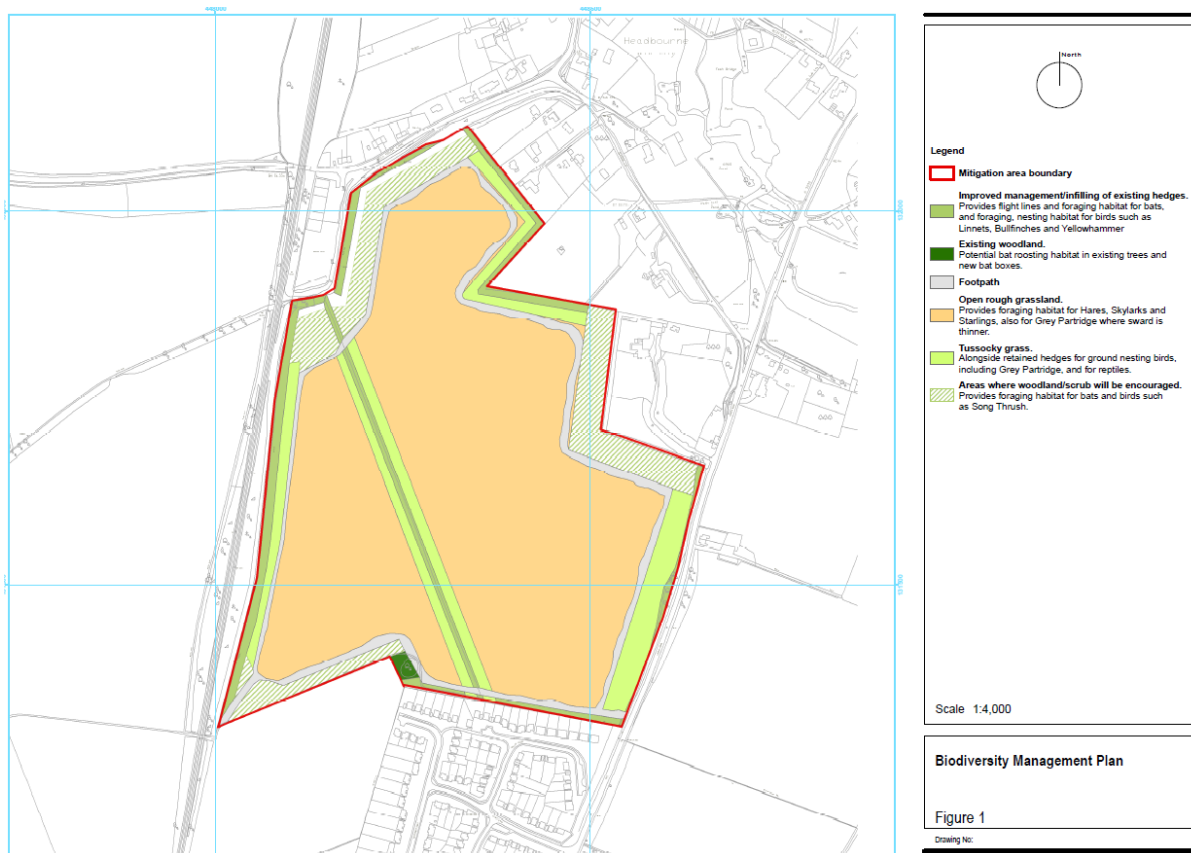 448000
448500
Headbourne
132000
131500
North
Legend
Mitigation area boundary
Improved management/infilling of existing hedges.
Provides flight lines and foraging habitat for bats,
and foraging, nesting habitat for birds such as
Linnets, Bullfinches and Yellowhammer
Existing woodland.
Potential bat roosting habitat in existing trees and
new bat boxes.
Footpath
Open rough grassland.
Provides foraging habitat for Hares, Skylarks and
Starlings, also for Grey Partridge where sward is
thinner.
Tussocky grass.
Alongside retained hedges for ground nesting birds,
including Grey Partridge, and for reptiles.
Areas where woodland/scrub will be encouraged.
Provides foraging habitat for bats and birds such
as Song Thrush.
Scale 1:4,000
Biodiversity Management Plan
Figure 1
Drawing No: